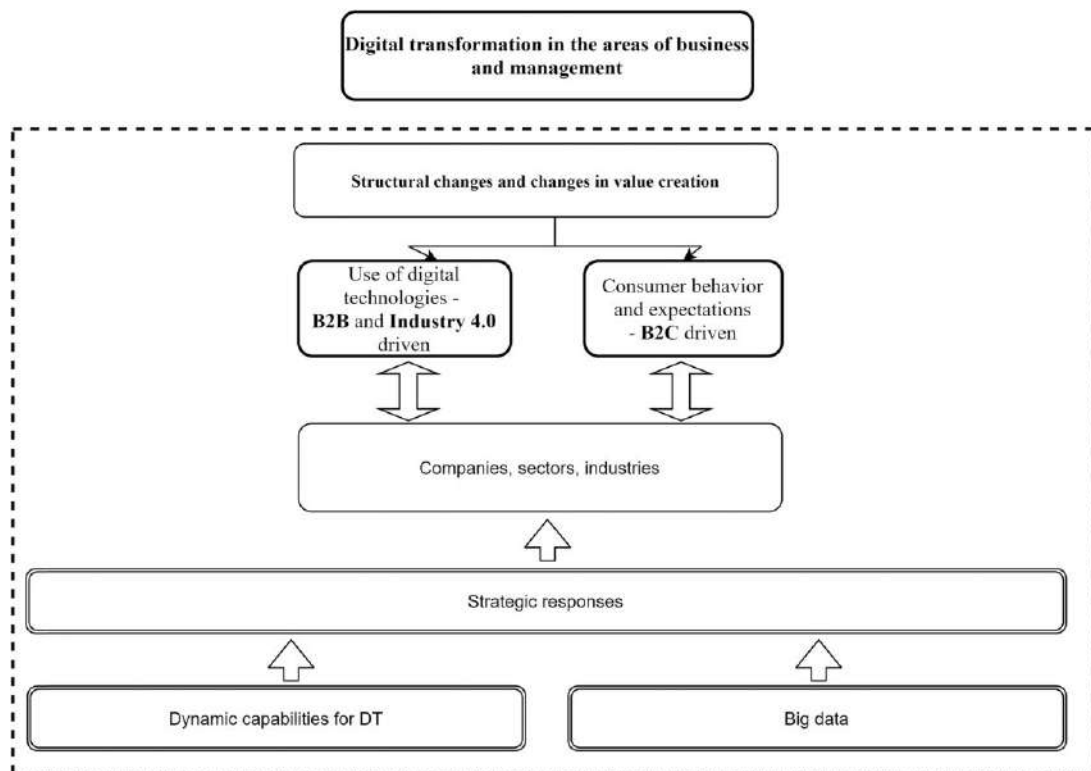 Digital transformation in the areas of business
and management
Structural changes and changes in value creation
Use of digital
technologies -
B2B and Industry 4.0
driven
Consumer behavior
and expectations
- B2C driven
Companies, sectors, industries
Strategic responses
Dynamic capabilities for DT
Big data